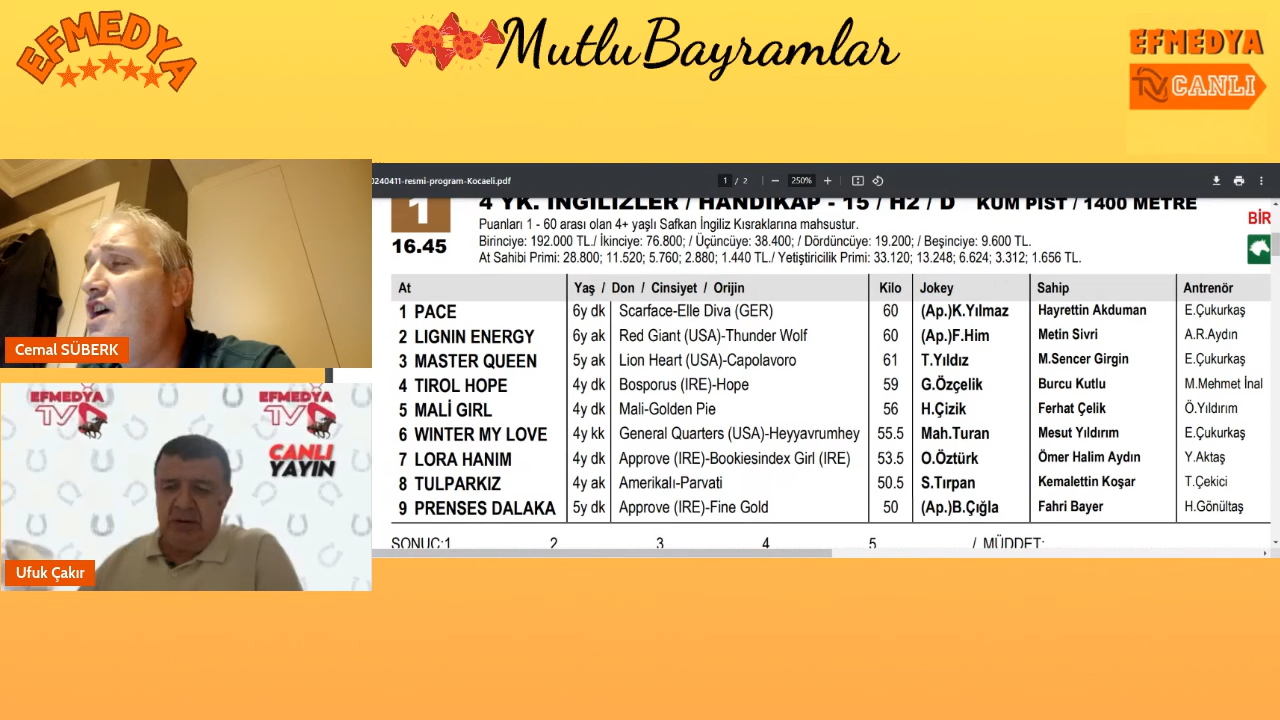 EFMEDYA
Mutlu Bayramlar
EFMEDYA
TV CANLI
Cemal SÜBERK
EFMEDYA
TV
EFMEDYA
TV
CANLI
YAYIN
Ufuk Çakır
20240411-resmi-program-Kocaeli.pdf
1 / 2
250%
1 4 YK. İNGİLİZLER / HANDİKAP - 15 / H2 / D KUM PİST / 1400 METRE
16.45
Puanları 1 - 60 arası olan 4+ yaşlı Safkan İngiliz Kısraklarına mahsustur.
BİR
Birinciye: 192.000 TL./ İkinciye: 76.800; / Üçüncüye: 38.400; / Dördüncüye: 19.200; / Beşinciye: 9.600 TL.
At Sahibi Primi: 28.800; 11.520; 5.760; 2.880; 1.440 TL./ Yetiştiricilik Primi: 33.120; 13.248; 6.624; 3.312; 1.656 TL.
At Yaş / Don / Cinsiyet / Orijin Kilo Jokey Sahip Antrenör
1 PACE 6y dk Scarface-Elle Diva (GER) 60 (Ap.)K.Yılmaz Hayrettin Akduman E.Çukurkaş
2 LIGNIN ENERGY 6y dk Red Giant (USA)-Thunder Wolf 60 (Ap.)F.Him Metin Sivri A.R.Aydın
3 MASTER QUEEN 5y ak Lion Heart (USA)-Capolavoro 61 T.Yıldız M.Sencer Girgin E.Çukurkaş
4 TIROL HOPE 4y dk Bosporus (IRE)-Hope 59 G.Özçelik Burcu Kutlu M.Mehmet İnal
5 MALİ GIRL 4y dk Mali-Golden Pie 56 H.Çizik Ferhat Çelik Ö.Yıldırım
6 WINTER MY LOVE 4y kk General Quarters (USA)-Heyyavrumhey 55.5 Mah.Turan Mesut Yıldırım E.Çukurkaş
7 LORA HANIM 4y dk Approve (IRE)-Bookiesindex Girl (IRE) 53.5 O.Öztürk Ömer Halim Aydın Y.Aktaş
8 TULPARKIZ 4y ak Amerikalı-Parvati 50.5 S.Tırpan Kemalettin Koşar T.Çekici
9 PRENSES DALAKA 5y dk Approve (IRE)-Fine Gold 50 (Ap.)B.Çığla Fahri Bayer H.Gönültaş
SONUÇ:1 2 3 4 5 / MÜDDET: